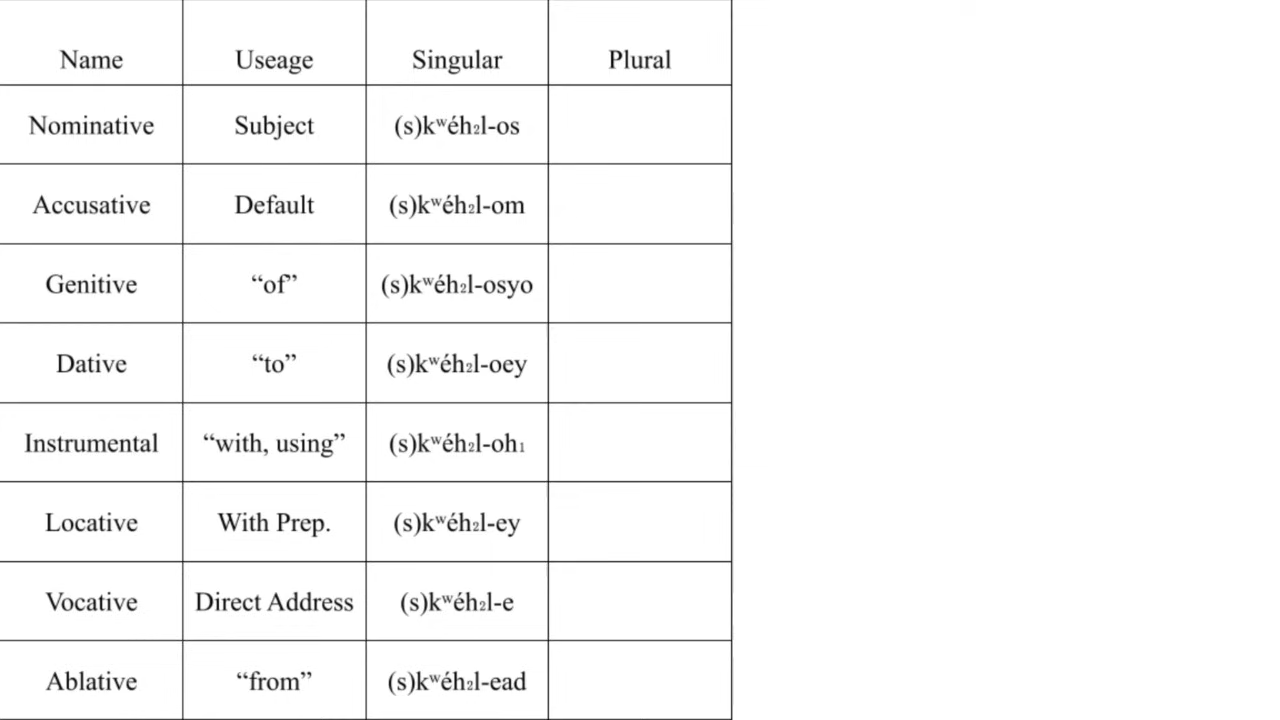 Name Useage Singular Plural
Nominative Subject (s)kʷéh₂l-os
Accusative Default (s)kʷéh₂l-om
Genitive “of” (s)kʷéh₂l-osyo
Dative “to” (s)kʷéh₂l-oey
Instrumental “with, using” (s)kʷéh₂l-oh₁
Locative With Prep. (s)kʷéh₂l-ey
Vocative Direct Address (s)kʷéh₂l-e
Ablative “from” (s)kʷéh₂l-ead